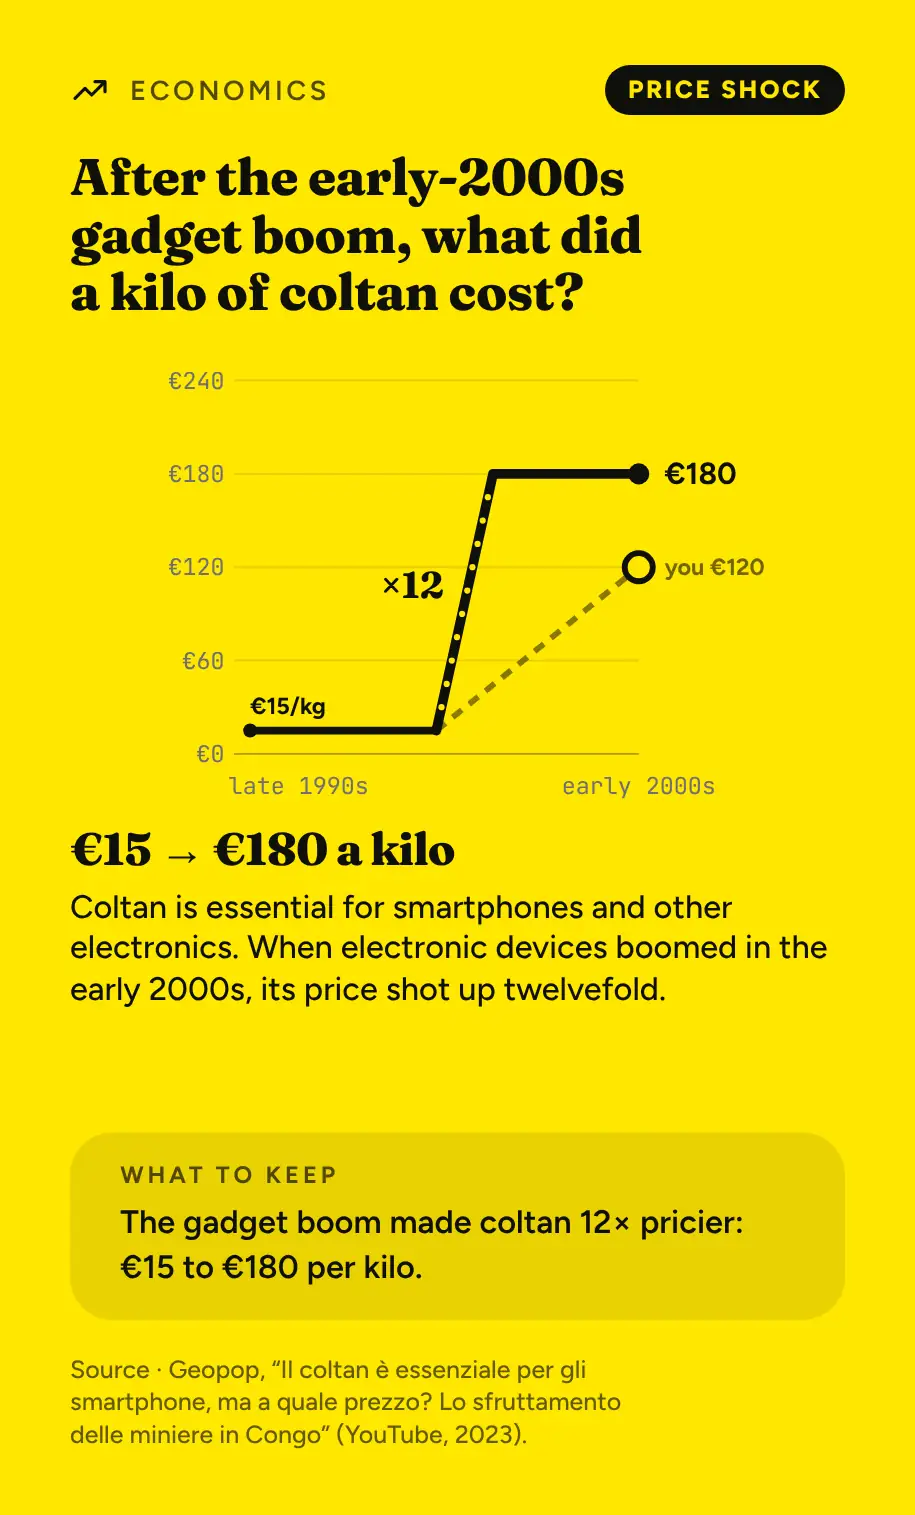 ECONOMICS
PRICE SHOCK
After the early-2000s
gadget boom, what did
a kilo of coltan cost?
€240
€180
€180
€120
you €120
×12
€60
€15/kg
€0
late 1990s
early 2000s
€15 → €180 a kilo
Coltan is essential for smartphones and other
electronics. When electronic devices boomed in the
early 2000s, its price shot up twelvefold.
WHAT TO KEEP
The gadget boom made coltan 12× pricier:
€15 to €180 per kilo.
Source · Geopop, “Il coltan è essenziale per gli
smartphone, ma a quale prezzo? Lo sfruttamento
delle miniere in Congo” (YouTube, 2023).